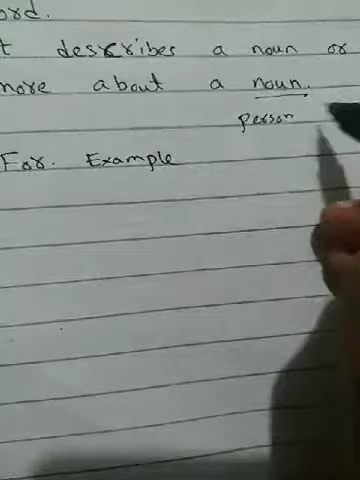 ord.
t describes a noun or
more about a noun.
person
For. Example